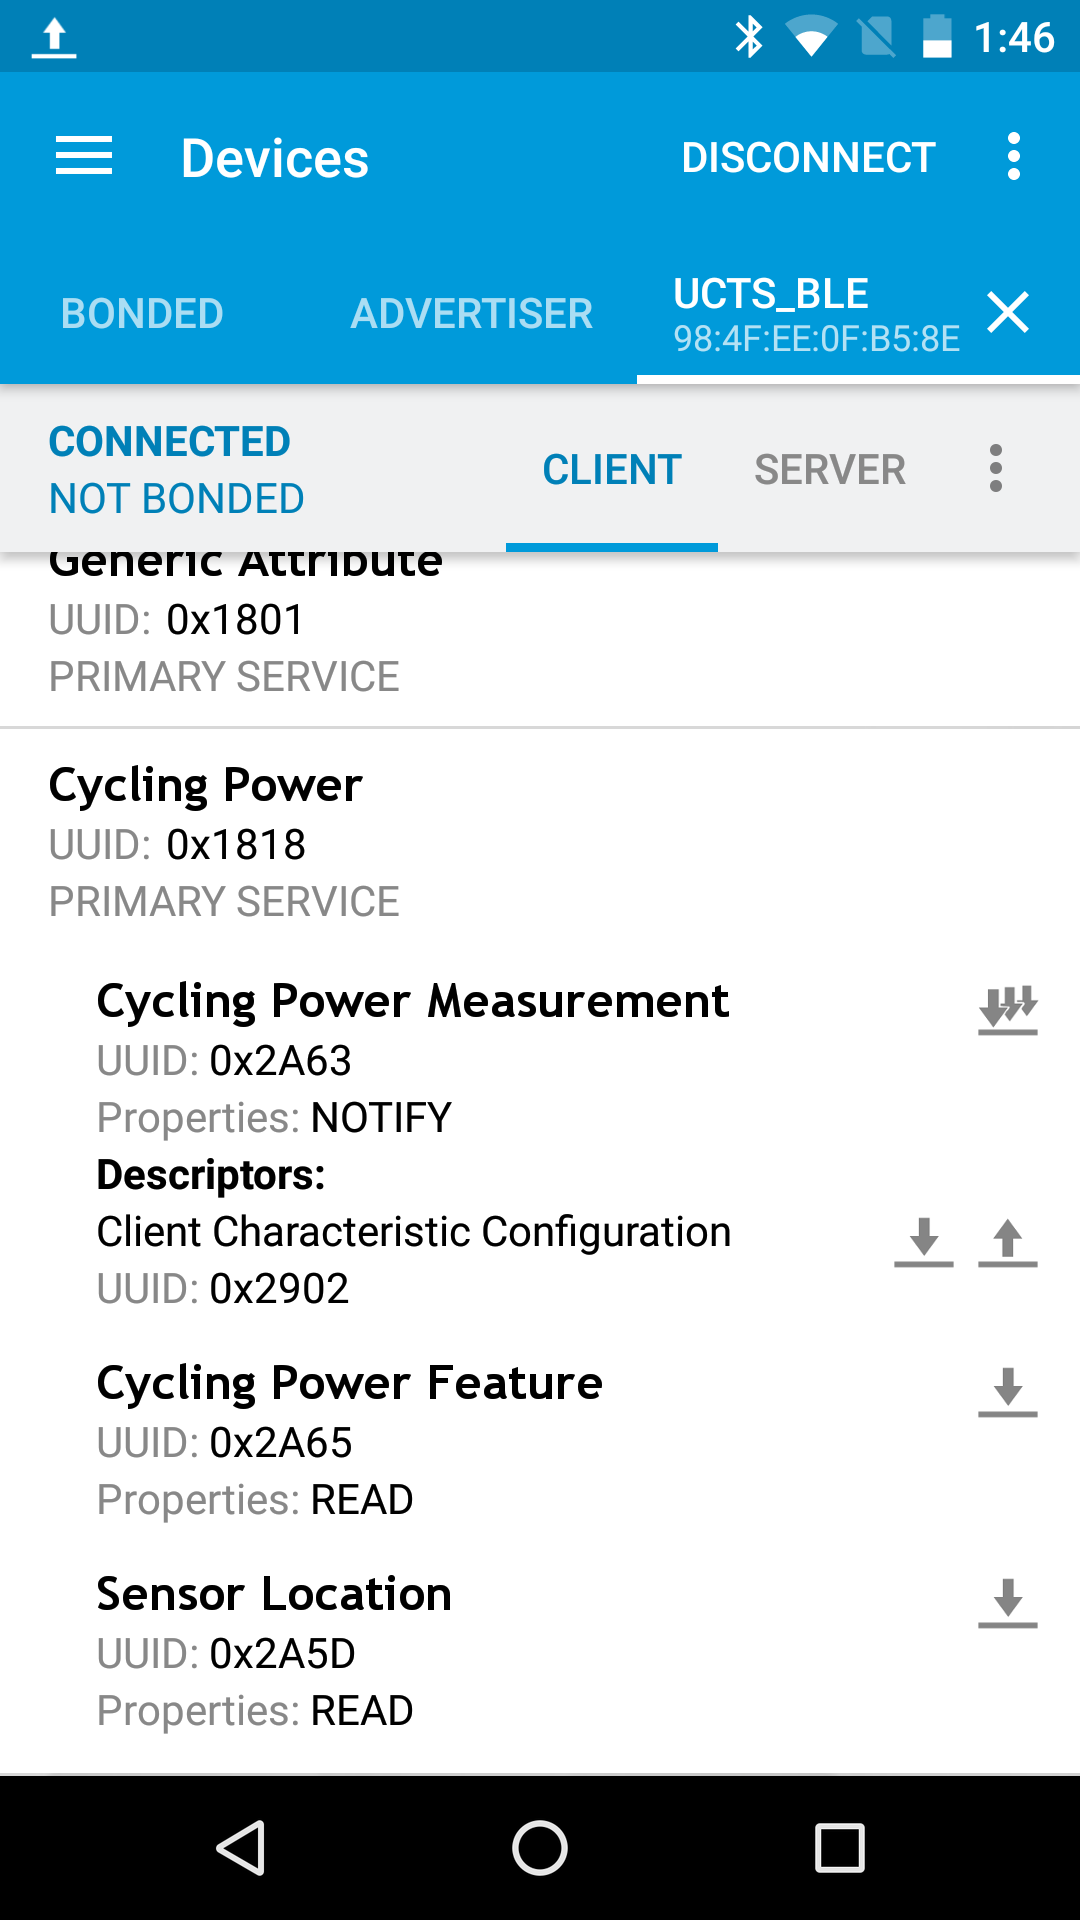 1:46
Devices
DISCONNECT
BONDED
ADVERTISER
UCTS_BLE
98:4F:EE:0F:B5:8E
CONNECTED
NOT BONDED
CLIENT
SERVER
Generic Attribute
UUID: 0x1801
PRIMARY SERVICE
Cycling Power
UUID: 0x1818
PRIMARY SERVICE
Cycling Power Measurement
UUID: 0x2A63
Properties: NOTIFY
Descriptors:
Client Characteristic Configuration
UUID: 0x2902
Cycling Power Feature
UUID: 0x2A65
Properties: READ
Sensor Location
UUID: 0x2A5D
Properties: READ